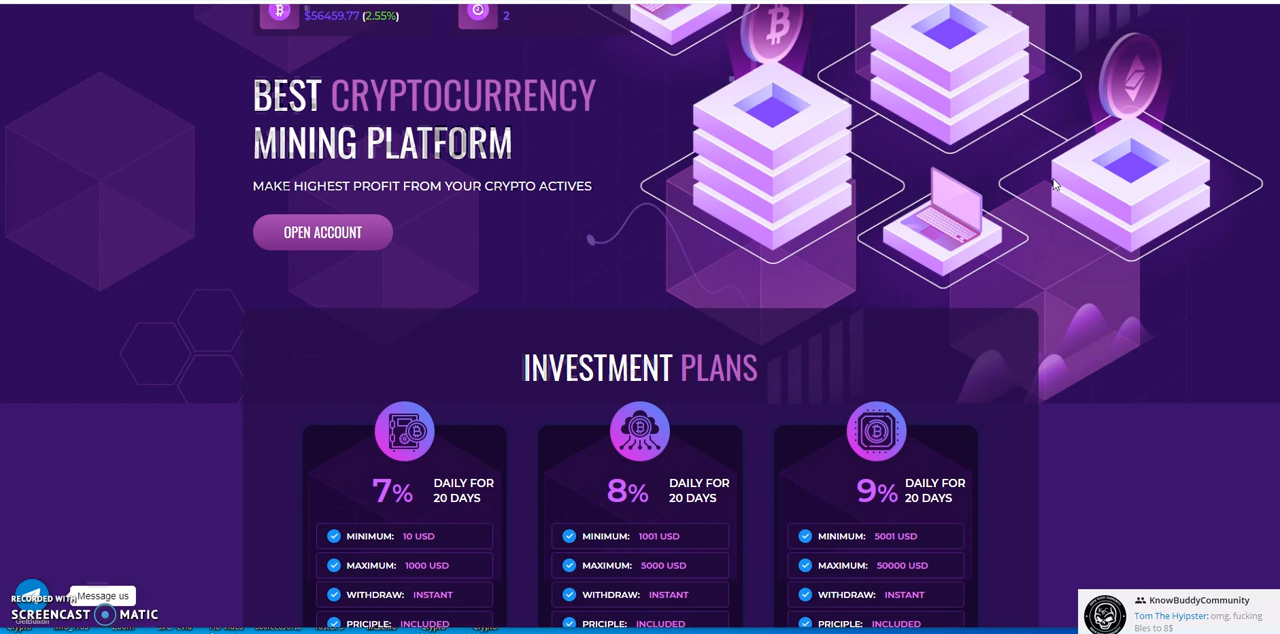 $56459.77 (2.55%)
2
BEST CRYPTOCURRENCY
MINING PLATFORM
MAKE HIGHEST PROFIT FROM YOUR CRYPTO ACTIVES
OPEN ACCOUNT
INVESTMENT PLANS
7% DAILY FOR
20 DAYS
MINIMUM: 10 USD
MAXIMUM: 1000 USD
WITHDRAW: INSTANT
PRICIPLE: INCLUDED
8% DAILY FOR
20 DAYS
MINIMUM: 1001 USD
MAXIMUM: 5000 USD
WITHDRAW: INSTANT
PRICIPLE: INCLUDED
9% DAILY FOR
20 DAYS
MINIMUM: 5001 USD
MAXIMUM: 50000 USD
WITHDRAW: INSTANT
PRICIPLE: INCLUDED
Message us
RECORDED WITH
SCREENCAST MATIC
GetButton
KnowBuddyCommunity
Tom The Hyipster: omg, fucking
Bles to 8$